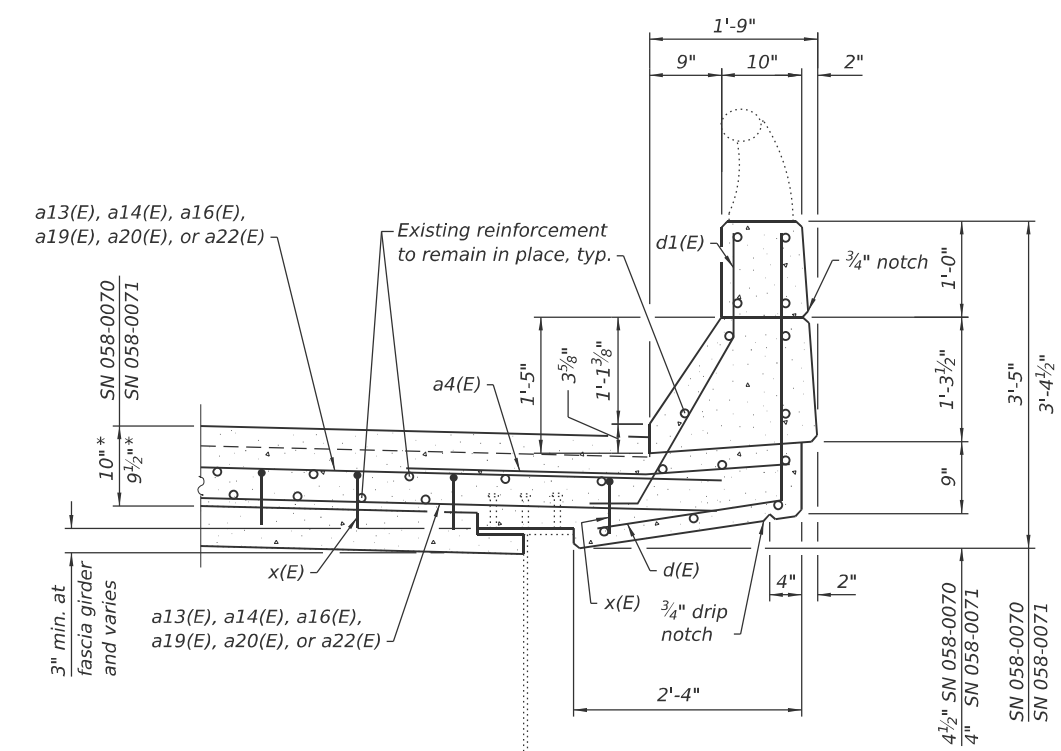 1'-9"
9"
10"
2"
a13(E), a14(E), a16(E),
a19(E), a20(E), or a22(E)
Existing reinforcement
to remain in place, typ.
d1(E)
¾" notch
1'-0"
SN 058-0070
SN 058-0071
10"*
9½"*
a4(E)
1'-5"
3⅝"
1'-1⅜"
1'-3½"
3'-5"
3'-4½"
9"
x(E)
d(E)
x(E)
4"
2"
¾" drip
notch
3" min. at
fascia girder
and varies
a13(E), a14(E), a16(E),
a19(E), a20(E), or a22(E)
2'-4"
4½" SN 058-0070
4" SN 058-0071
SN 058-0070
SN 058-0071